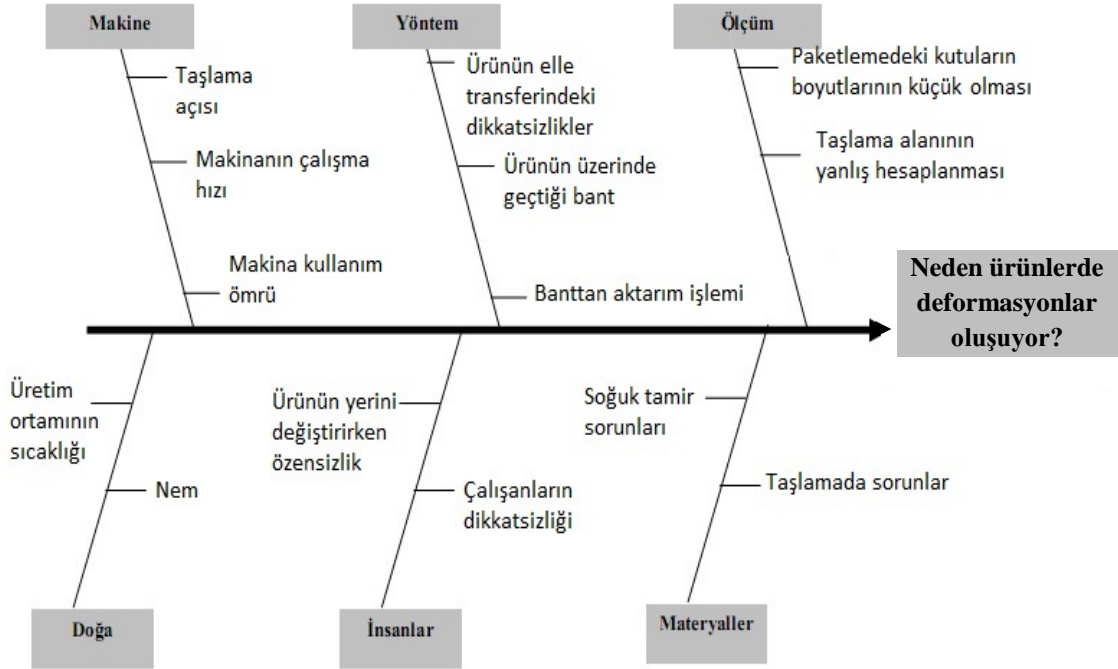 Makine
Yöntem
Ölçüm
Taşlama
açısı
Makinanın çalışma
hızı
Makina kullanım
ömrü
Ürünün elle
transferindeki
dikkatsizlikler
Ürünün üzerinde
geçtiği bant
Banttan aktarım işlemi
Paketlemedeki kutuların
boyutlarının küçük olması
Taşlama alanının
yanlış hesaplanması
Neden ürünlerde
deformasyonlar
oluşuyor?
Üretim
ortamının
sıcaklığı
Nem
Ürünün yerini
değiştirirken
özensizlik
Çalışanların
dikkatsizliği
Soğuk tamir
sorunları
Taşlamada sorunlar
Doğa
İnsanlar
Materyaller